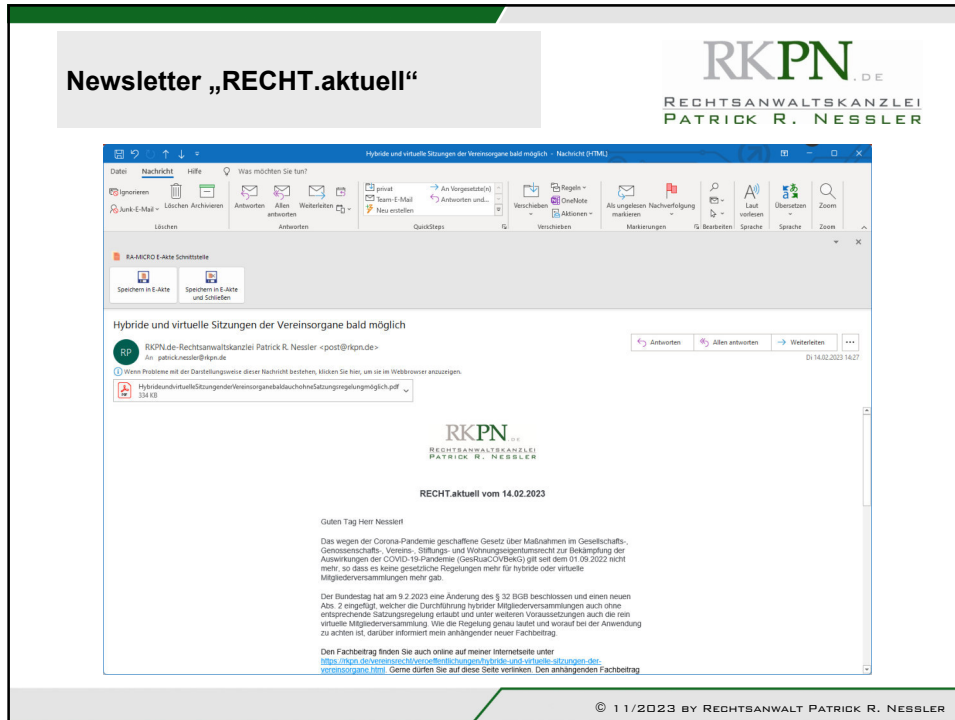 Newsletter „RECHT.aktuell“
RKPN.DE
RECHTSANWALTSKANZLEI
PATRICK R. NESSLER
Hybride und virtuelle Sitzungen der Vereinsorgane bald möglich - Nachricht (HTML)
Datei Nachricht Hilfe Was möchten Sie tun?
Ignorieren
Junk-E-Mail
Löschen Archivieren
Antworten Allen antworten Weiterleiten
privat
Team-E-Mail
Neu erstellen
An Vorgesetzte(n)
Antworten und...
Verschieben
Regeln
OneNote
Aktionen
Als ungelesen markieren
Nachverfolgung
Laut vorlesen
Übersetzen
Zoom
Löschen Antworten QuickSteps Verschieben Markierungen Bearbeiten Sprache Sprache Zoom
RA-MICRO E-Akte Schnittstelle
Speichern in E-Akte
Speichern in E-Akte und Schließen
Hybride und virtuelle Sitzungen der Vereinsorgane bald möglich
RP
RKPN.de-Rechtsanwaltskanzlei Patrick R. Nessler <post@rkpn.de>
An patrick.nessler@rkpn.de
Antworten Allen antworten Weiterleiten ...
Di 14.02.2023 14:27
Wenn Probleme mit der Darstellungsweise dieser Nachricht bestehen, klicken Sie hier, um sie im Webbrowser anzuzeigen.
HybrideundvirtuelleSitzungenderVereinsorganebaldauchohneSatzungsregelungmöglich.pdf
334 KB
RKPN.DE
RECHTSANWALTSKANZLEI
PATRICK R. NESSLER
RECHT.aktuell vom 14.02.2023
Guten Tag Herr Nessler!
Das wegen der Corona-Pandemie geschaffene Gesetz über Maßnahmen im Gesellschafts-,
Genossenschafts-, Vereins-, Stiftungs- und Wohnungseigentumsrecht zur Bekämpfung der
Auswirkungen der COVID-19-Pandemie (GesRuaCOVBekG) gilt seit dem 01.09.2022 nicht
mehr, so dass es keine gesetzliche Regelungen mehr für hybride oder virtuelle
Mitgliederversammlungen mehr gab.
Der Bundestag hat am 9.2.2023 eine Änderung des § 32 BGB beschlossen und einen neuen
Abs. 2 eingefügt, welcher die Durchführung hybrider Mitgliederversammlungen auch ohne
entsprechende Satzungsregelung erlaubt und unter weiteren Voraussetzungen auch die rein
virtuelle Mitgliederversammlung. Wie die Regelung genau lautet und worauf bei der Anwendung
zu achten ist, darüber informiert mein anhängender neuer Fachbeitrag.
Den Fachbeitrag finden Sie auch online auf meiner Internetseite unter
https://rkpn.de/vereinsrecht/veroeffentlichungen/hybride-und-virtuelle-sitzungen-der-
vereinsorgane.html. Gerne dürfen Sie auf diese Seite verlinken. Den anhängenden Fachbeitrag
© 11/2023 BY RECHTSANWALT PATRICK R. NESSLER